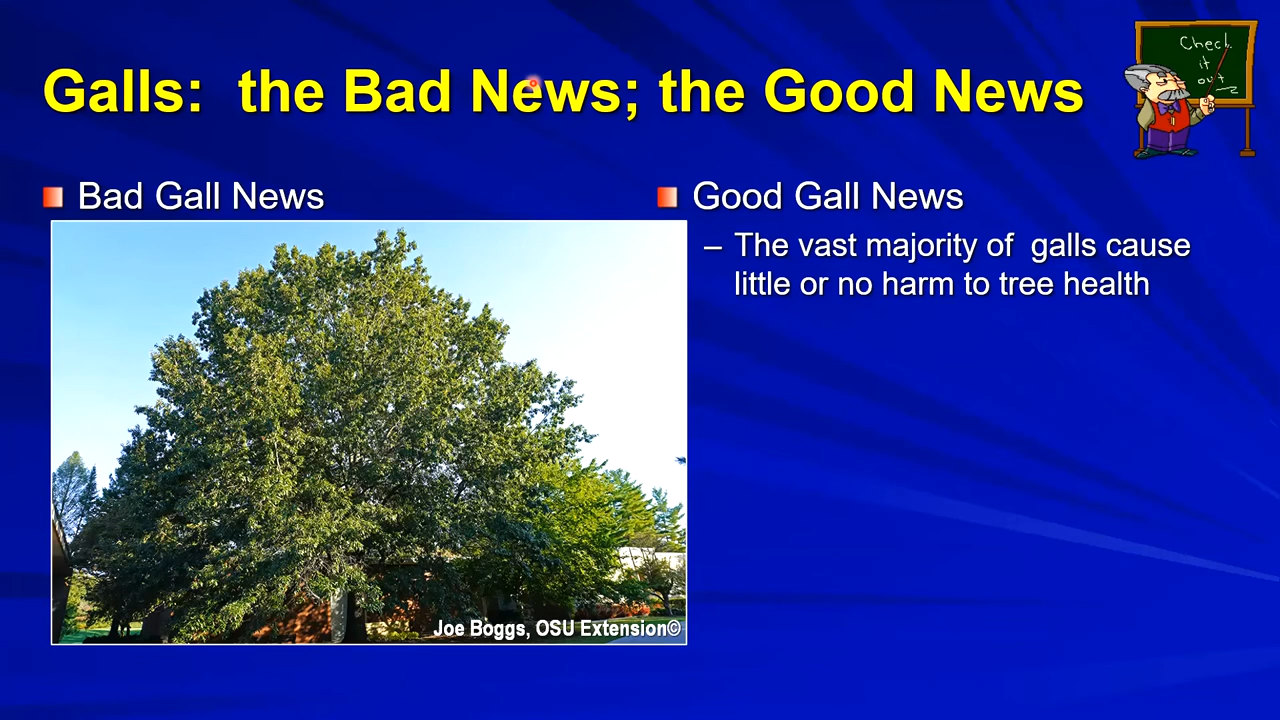 Galls:  the Bad News; the Good News
Check
it
out
Bad Gall News
Good Gall News
– The vast majority of  galls cause
little or no harm to tree health
Joe Boggs, OSU Extension©